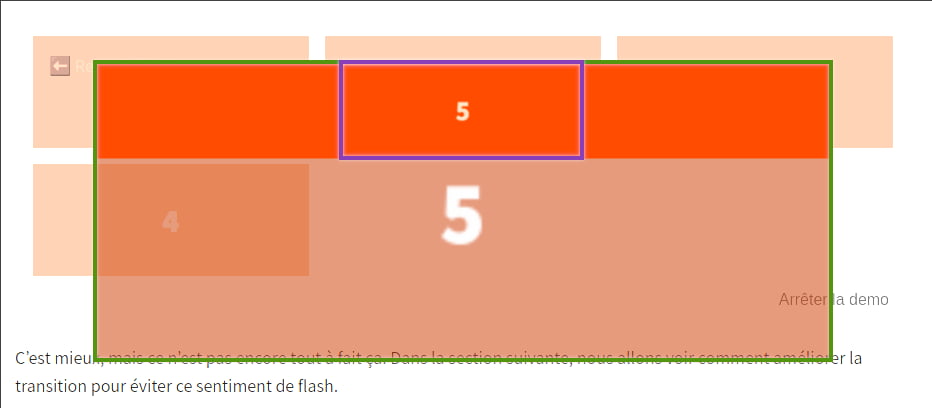 5
5
4
Arrêter la demo
C'est mieux, mais ce n'est pas encore tout à fait ça. Dans la section suivante, nous allons voir comment améliorer la
transition pour éviter ce sentiment de flash.